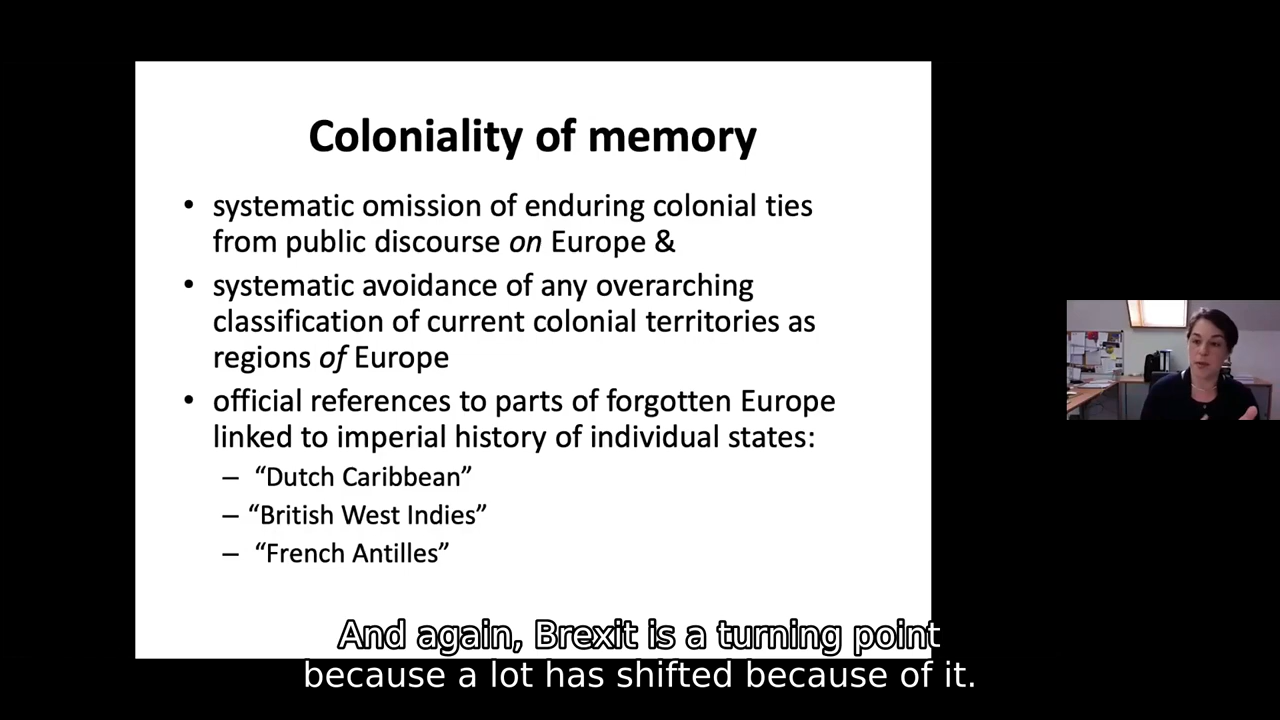 Coloniality of memory
• systematic omission of enduring colonial ties
from public discourse on Europe &
• systematic avoidance of any overarching
classification of current colonial territories as
regions of Europe
• official references to parts of forgotten Europe
linked to imperial history of individual states:
– “Dutch Caribbean”
– “British West Indies”
– “French Antilles”
And again, Brexit is a turning point
because a lot has shifted because of it.